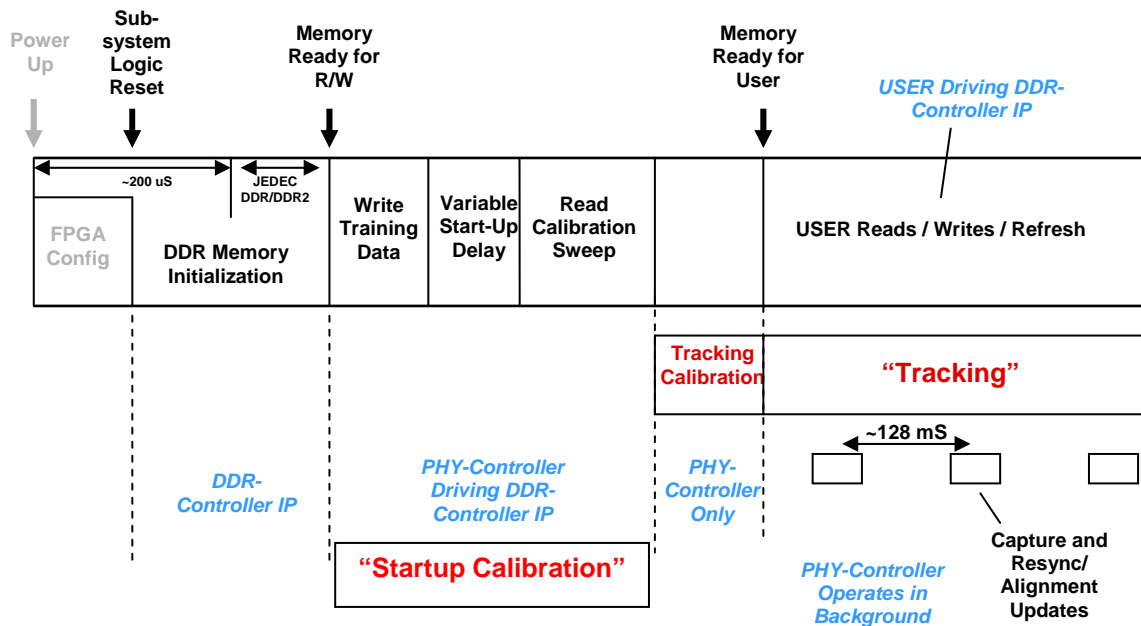 Power
Up
Sub-
system
Logic
Reset
Memory
Ready for
R/W
Memory
Ready for
User
USER Driving DDR-
Controller IP
~200 uS
JEDEC
DDR/DDR2
FPGA
Config
DDR Memory
Initialization
Write
Training
Data
Variable
Start-Up
Delay
Read
Calibration
Sweep
USER Reads / Writes / Refresh
Tracking
Calibration
“Tracking”
~128 mS
DDR-
Controller IP
PHY-Controller
Driving DDR-
Controller IP
PHY-
Controller
Only
“Startup Calibration”
PHY-Controller
Operates in
Background
Capture and
Resync/
Alignment
Updates